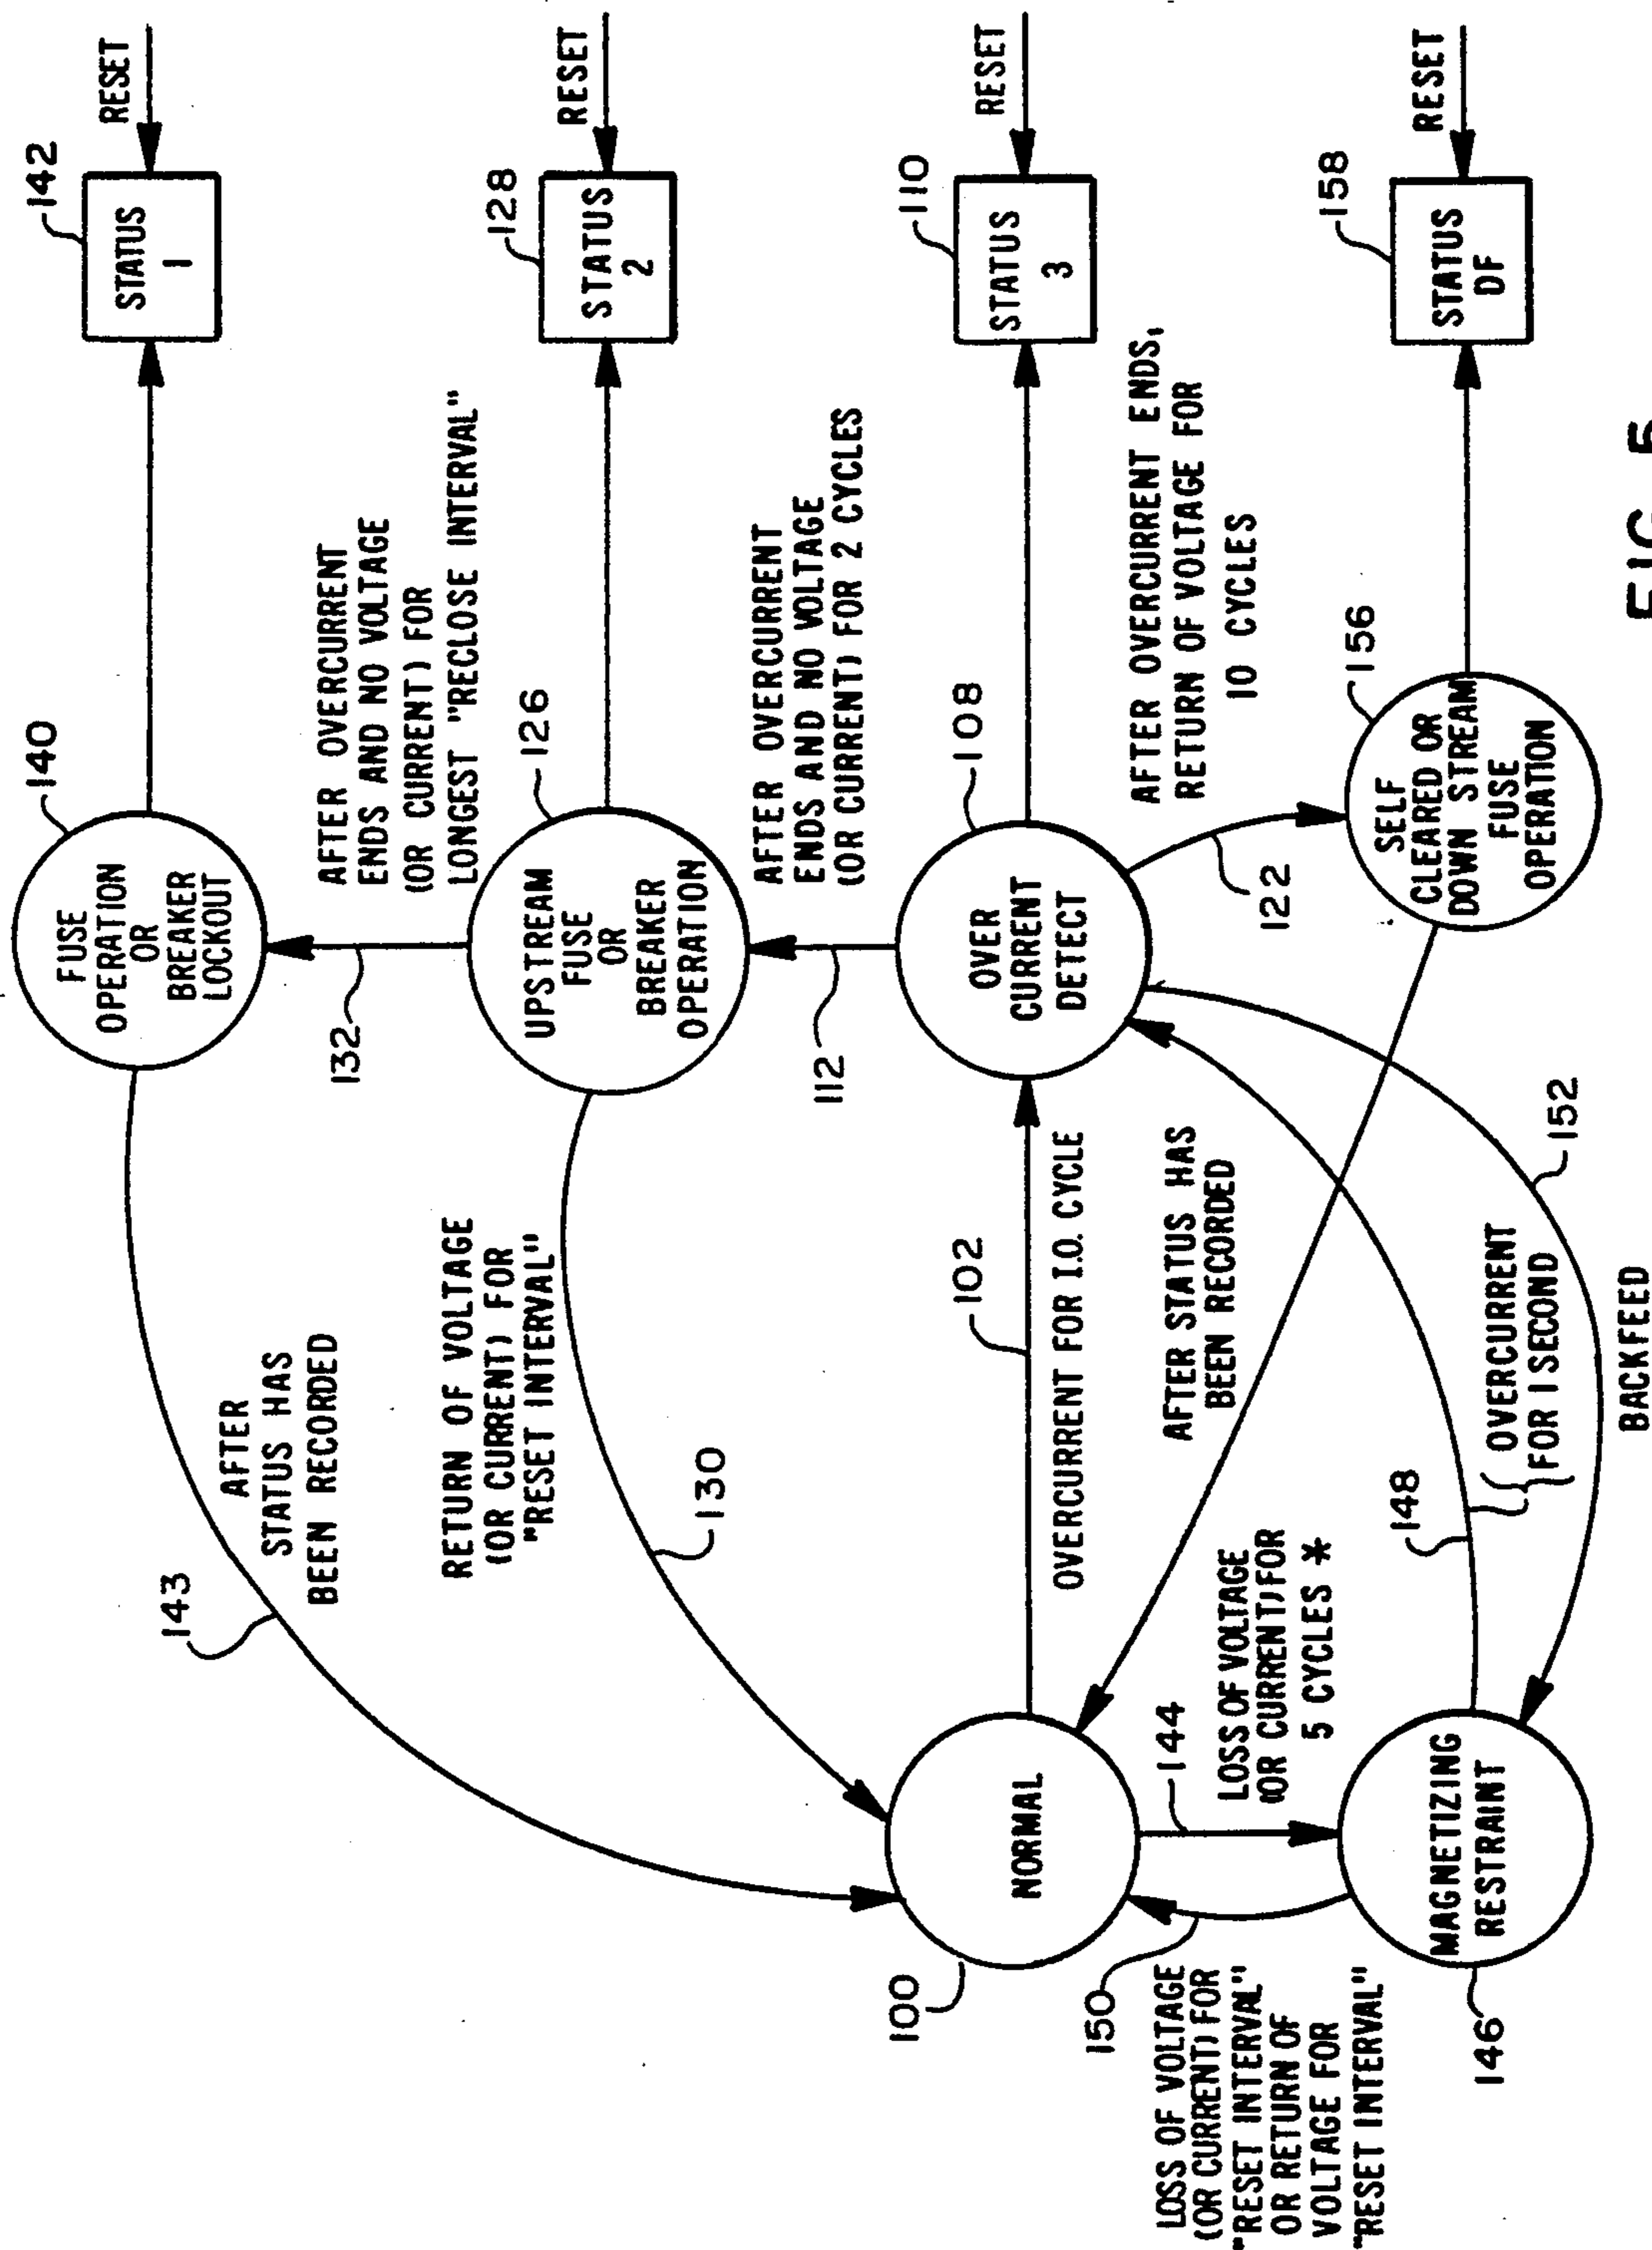 142
STATUS
1
RESET
128
STATUS
2
RESET
110
STATUS
3
RESET
158
STATUS
DF
RESET
140
FUSE
OPERATION
OR
BREAKER
LOCKOUT
132
AFTER OVERCURRENT
ENDS AND NO VOLTAGE
(OR CURRENT) FOR
LONGEST "RECLOSE INTERVAL"
126
UPSTREAM
FUSE
OR
BREAKER
OPERATION
112
AFTER OVERCURRENT
ENDS AND NO VOLTAGE
(OR CURRENT) FOR 2 CYCLES
108
OVER
CURRENT
DETECT
122
AFTER OVERCURRENT ENDS,
RETURN OF VOLTAGE FOR
10 CYCLES
156
SELF
CLEARED OR
DOWN STREAM
FUSE
OPERATION
143
AFTER
STATUS HAS
BEEN RECORDED
RETURN OF VOLTAGE
(OR CURRENT) FOR
"RESET INTERVAL"
130
102
OVERCURRENT FOR I.O. CYCLE
AFTER STATUS HAS
BEEN RECORDED
152
148
OVERCURRENT
FOR 1 SECOND
BACKFEED
100
NORMAL
144
LOSS OF VOLTAGE
(OR CURRENT) FOR
5 CYCLES *
150
LOSS OF VOLTAGE
(OR CURRENT) FOR
"RESET INTERVAL"
OR RETURN OF
VOLTAGE FOR
"RESET INTERVAL"
146
MAGNETIZING
RESTRAINT
FIG. 5